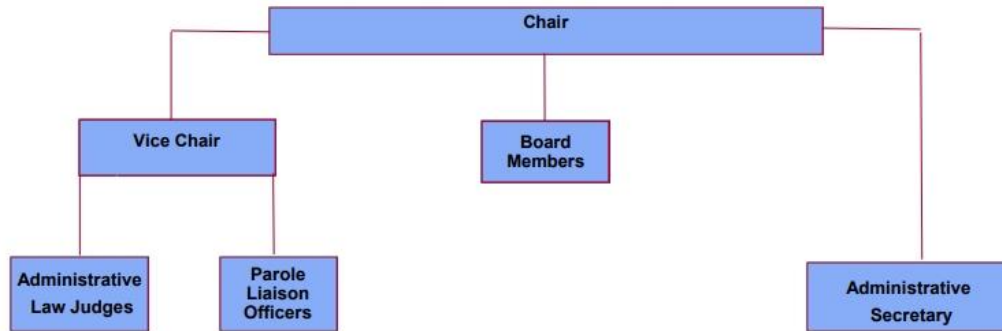 Chair
Vice Chair
Board
Members
Administrative
Law Judges
Parole
Liaison
Officers
Administrative
Secretary